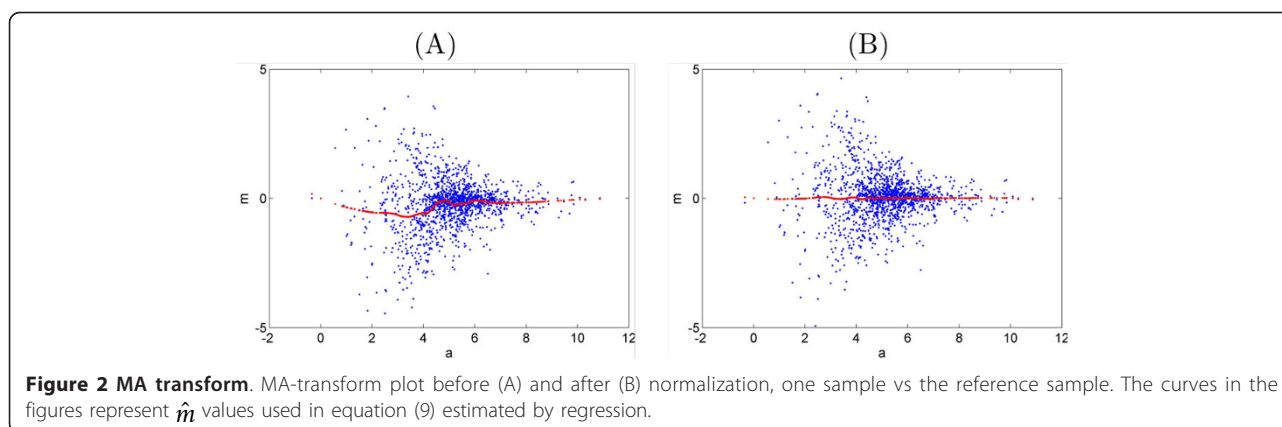 (A)
(B)
5
0
-5
m
-2
0
2
4
6
8
10
12
a
5
0
-5
m
-2
0
2
4
6
8
10
12
a
Figure 2 MA transform. MA-transform plot before (A) and after (B) normalization, one sample vs the reference sample. The curves in the
figures represent m̂ values used in equation (9) estimated by regression.